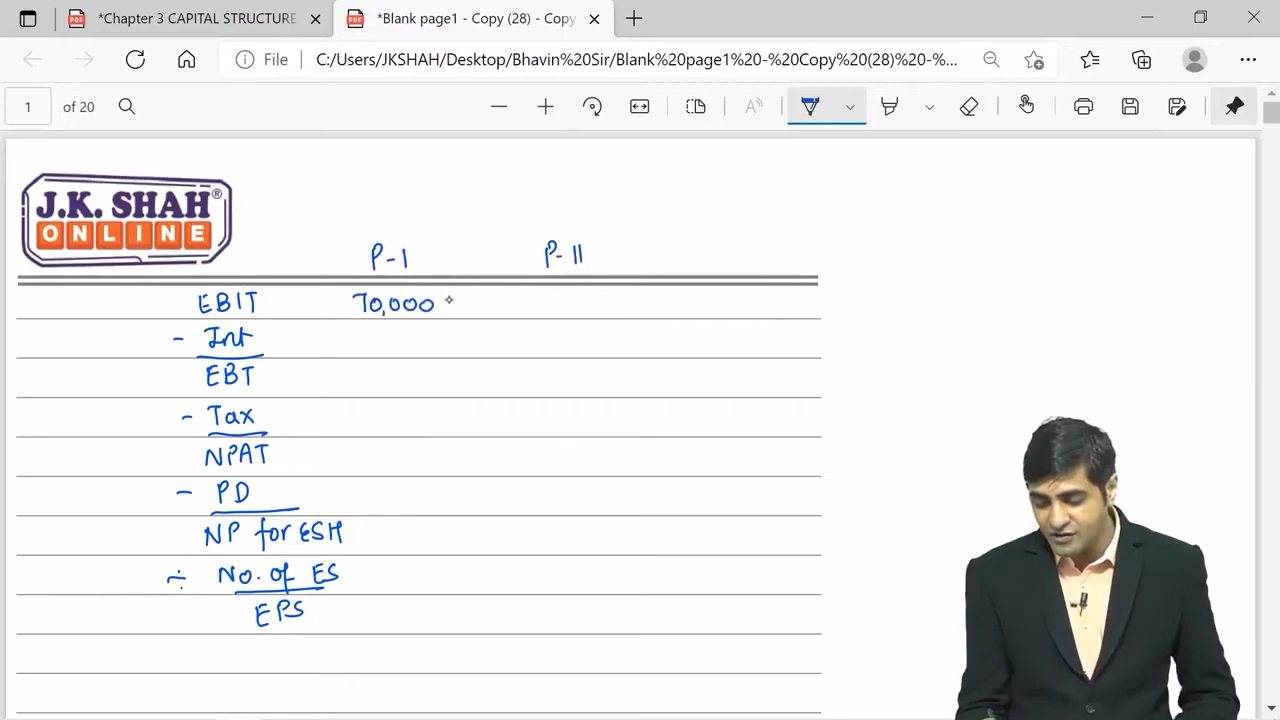 *Chapter 3 CAPITAL STRUCTURE
*Blank page1 - Copy (28) - Copy
File
C:/Users/JKSHAH/Desktop/Bhavin%20Sir/Blank%20page1%20-%20Copy%20(28)%20-%...
1 of 20
J.K. SHAH®
ONLINE
P-I P-II
EBIT 70,000
- Int
EBT
- Tax
NPAT
- PD
NP for ESH
÷ No. of ES
EPS